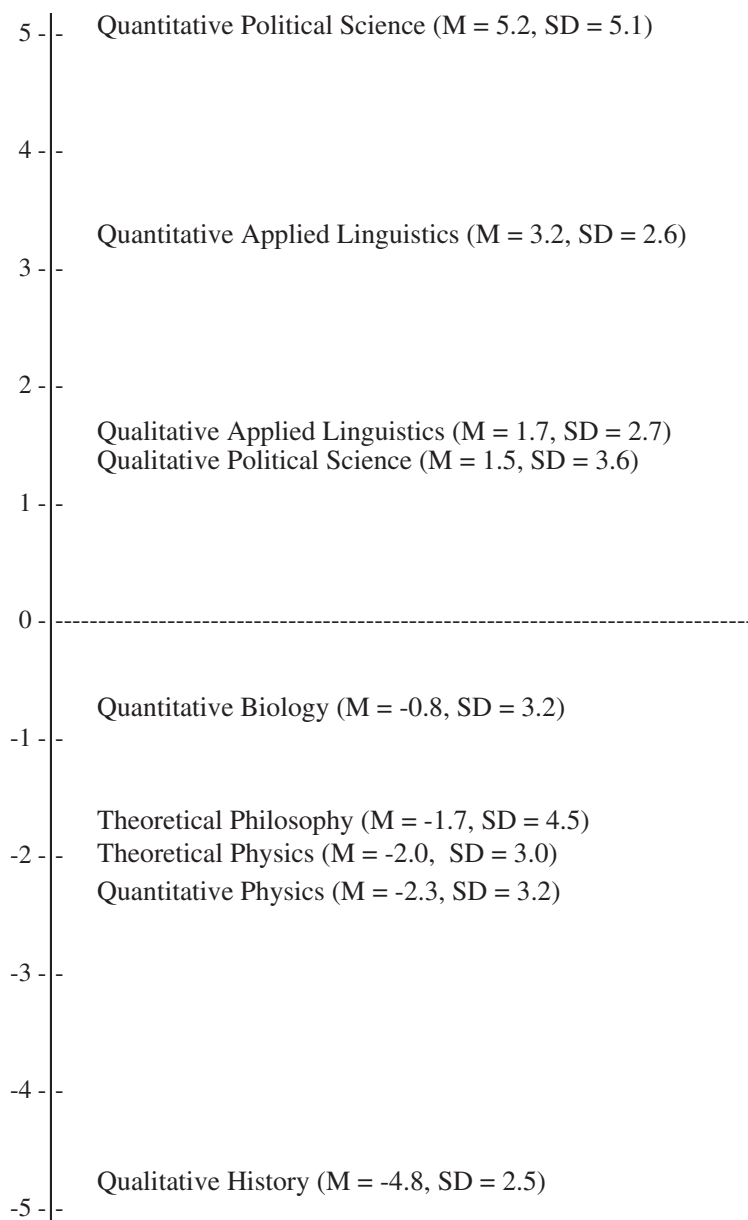 5 - - Quantitative Political Science (M = 5.2, SD = 5.1)
4 - -
Quantitative Applied Linguistics (M = 3.2, SD = 2.6)
3 - -
2 - -
Qualitative Applied Linguistics (M = 1.7, SD = 2.7)
Qualitative Political Science (M = 1.5, SD = 3.6)
1 - -
0 -
Quantitative Biology (M = -0.8, SD = 3.2)
-1 - -
Theoretical Philosophy (M = -1.7, SD = 4.5)
-2 - - Theoretical Physics (M = -2.0, SD = 3.0)
Quantitative Physics (M = -2.3, SD = 3.2)
-3 - -
-4 - -
Qualitative History (M = -4.8, SD = 2.5)
-5 - -